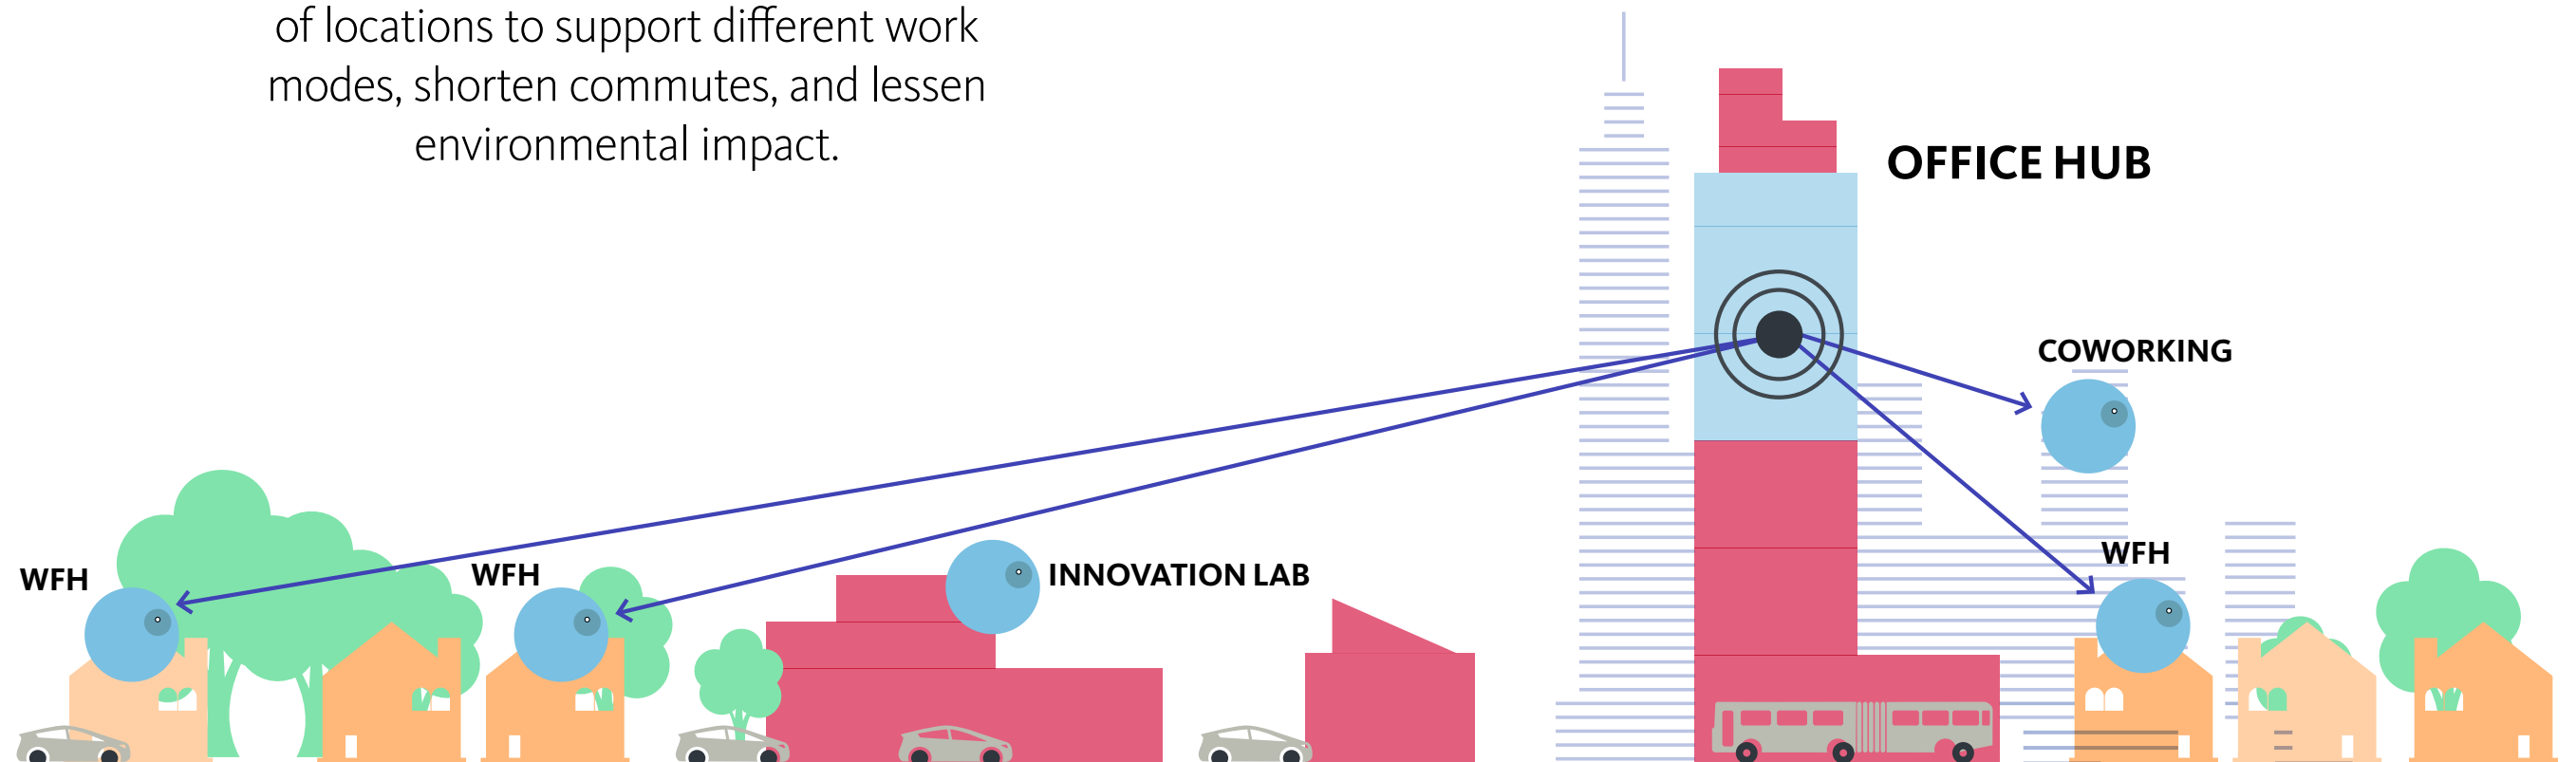 of locations to support different work
modes, shorten commutes, and lessen
environmental impact.
OFFICE HUB
COWORKING
WFH
WFH
WFH
INNOVATION LAB